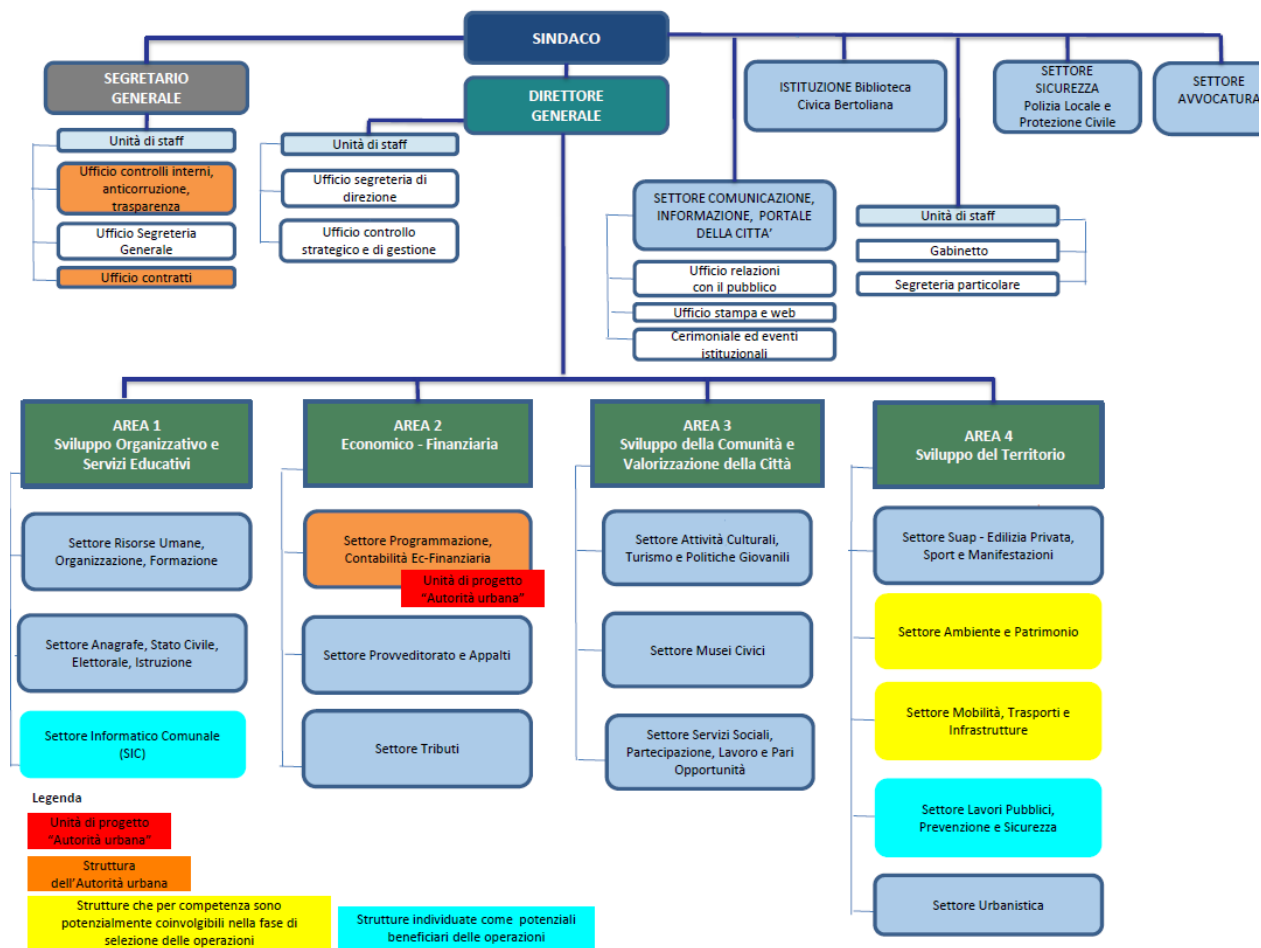 SINDACO
SEGRETARIO
GENERALE
Unità di staff
Ufficio controlli interni,
anticorruzione,
trasparenza
Ufficio Segreteria
Generale
Ufficio contratti
DIRETTORE
GENERALE
Unità di staff
Ufficio segreteria di
direzione
Ufficio controllo
strategico e di gestione
SETTORE COMUNICAZIONE,
INFORMAZIONE, PORTALE
DELLA CITTA'
Ufficio relazioni
con il pubblico
Ufficio stampa e web
Cerimoniale ed eventi
istituzionali
ISTITUZIONE Biblioteca
Civica Bertoliana
Unità di staff
Gabinetto
Segreteria particolare
SETTORE
SICUREZZA
Polizia Locale e
Protezione Civile
SETTORE
AVVOCATURA
AREA 1
Sviluppo Organizzativo e
Servizi Educativi
Settore Risorse Umane,
Organizzazione, Formazione
Settore Anagrafe, Stato Civile,
Elettorale, Istruzione
Settore Informatico Comunale
(SIC)
AREA 2
Economico - Finanziaria
Settore Programmazione,
Contabilità Ec-Finanziaria
Unità di progetto
"Autorità urbana"
Settore Provveditorato e Appalti
Settore Tributi
AREA 3
Sviluppo della Comunità e
Valorizzazione della Città
Settore Attività Culturali,
Turismo e Politiche Giovanili
Settore Musei Civici
Settore Servizi Sociali,
Partecipazione, Lavoro e Pari
Opportunità
AREA 4
Sviluppo del Territorio
Settore Suap - Edilizia Privata,
Sport e Manifestazioni
Settore Ambiente e Patrimonio
Settore Mobilità, Trasporti e
Infrastrutture
Settore Lavori Pubblici,
Prevenzione e Sicurezza
Settore Urbanistica
Legenda
Unità di progetto
"Autorità urbana"
Struttura
dell'Autorità urbana
Strutture che per competenza sono
potenzialmente coinvolgibili nella fase di
selezione delle operazioni
Strutture individuate come potenziali
beneficiari delle operazioni